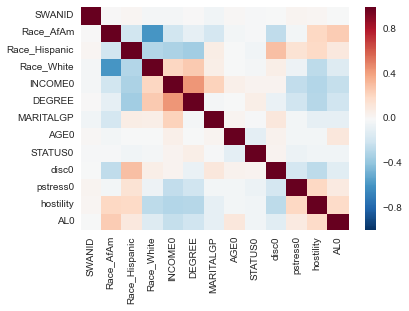 SWANID
Race_AfAm
Race_Hispanic
Race_White
INCOME0
DEGREE
MARITALGP
AGE0
STATUS0
disc0
pstress0
hostility
AL0
SWANID
Race_AfAm
Race_Hispanic
Race_White
INCOME0
DEGREE
MARITALGP
AGE0
STATUS0
disc0
pstress0
hostility
AL0
0.8
0.4
0.0
−0.4
−0.8